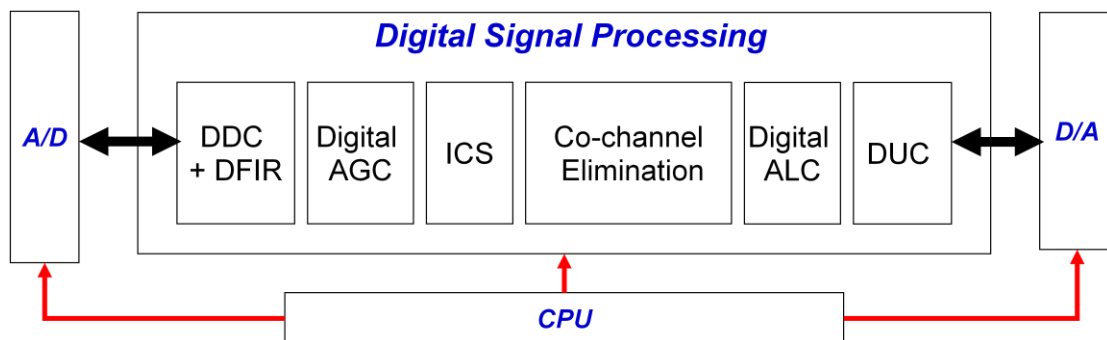 Digital Signal Processing
A/D
DDC
+ DFIR
Digital
AGC
ICS
Co-channel
Elimination
Digital
ALC
DUC
D/A
CPU